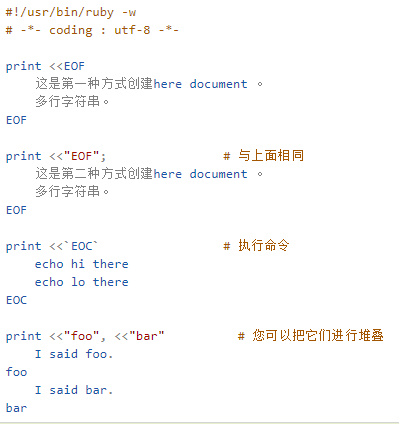 #!/usr/bin/ruby -w
# -*- coding : utf-8 -*-

print <<EOF
    这是第一种方式创建here document 。
    多行字符串。
EOF

print <<"EOF";                # 与上面相同
    这是第二种方式创建here document 。
    多行字符串。
EOF

print <<`EOC`                 # 执行命令
    echo hi there
    echo lo there
EOC

print <<"foo", <<"bar"          # 您可以把它们进行堆叠
    I said foo.
foo
    I said bar.
bar